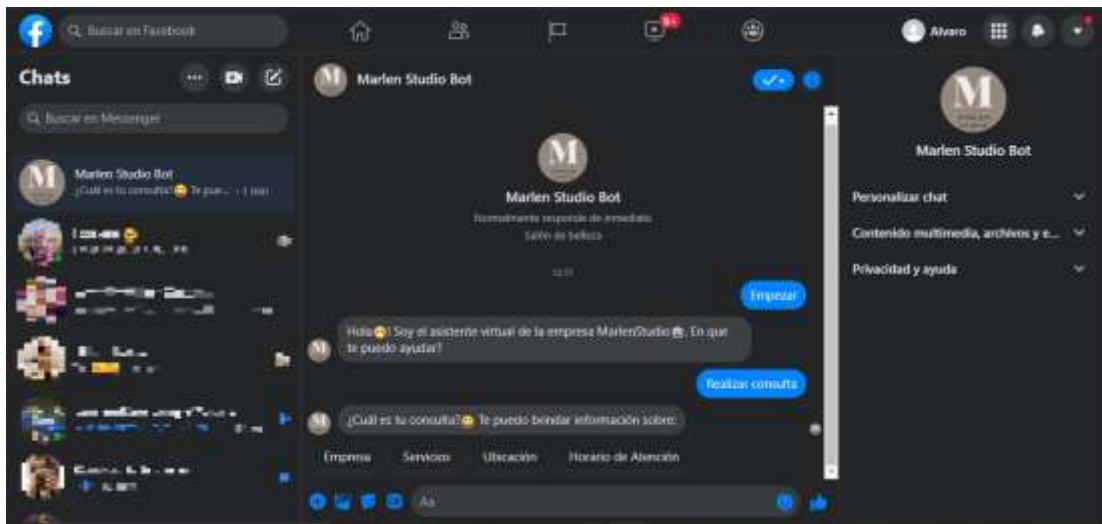 Buscar en Facebook
9+
Alvaro
Chats
Buscar en Messenger
Marlen Studio Bot
¿Cuál es tu consulta? Te pue... · 1 min
Marlen Studio Bot
M
Marlen Studio Bot
Normalmente responde de inmediato
Salón de belleza
Empezar
Hola! Soy el asistente virtual de la empresa MarlenStudio. En que
te puedo ayudar?
Realizar consulta
¿Cuál es tu consulta? Te puedo brindar información sobre:
Empresa
Servicios
Ubicación
Horario de Atención
Aa
M
Marlen Studio Bot
Personalizar chat
Contenido multimedia, archivos y e...
Privacidad y ayuda